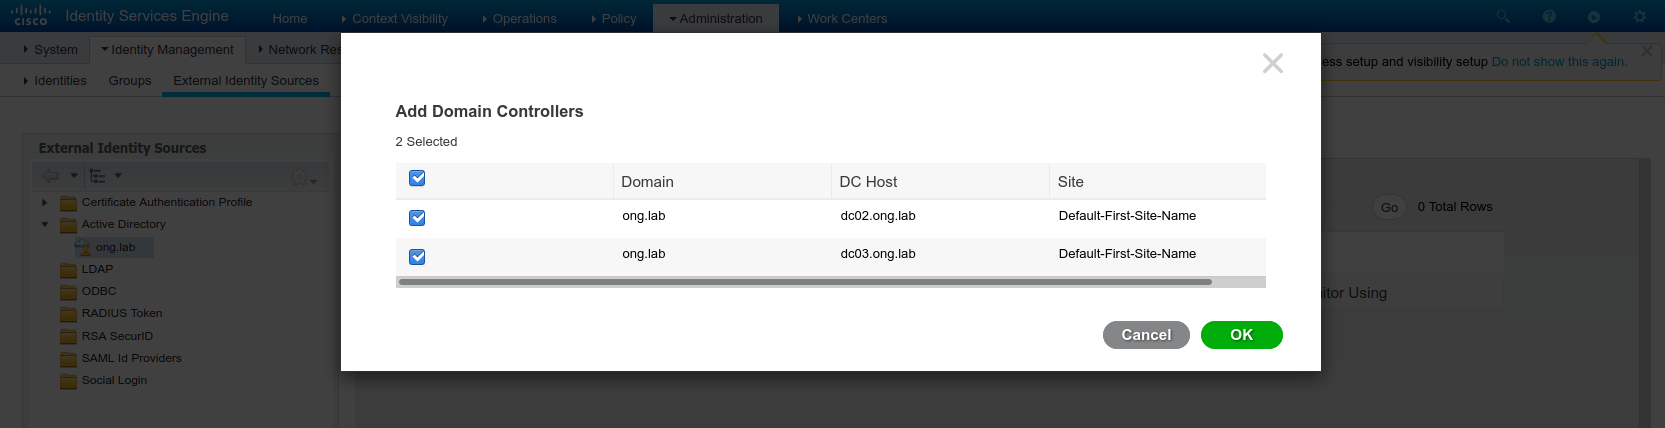 cisco Identity Services Engine Home Context Visibility Operations Policy Administration Work Centers
System Identity Management Network Res
ess setup and visibility setup Do not show this again.
Identities Groups External Identity Sources
Add Domain Controllers
2 Selected
Domain DC Host Site
ong.lab dc02.ong.lab Default-First-Site-Name
ong.lab dc03.ong.lab Default-First-Site-Name
Cancel OK
External Identity Sources
Certificate Authentication Profile
Active Directory
ong.lab
LDAP
ODBC
RADIUS Token
RSA SecurID
SAML Id Providers
Social Login
Go 0 Total Rows
itor Using